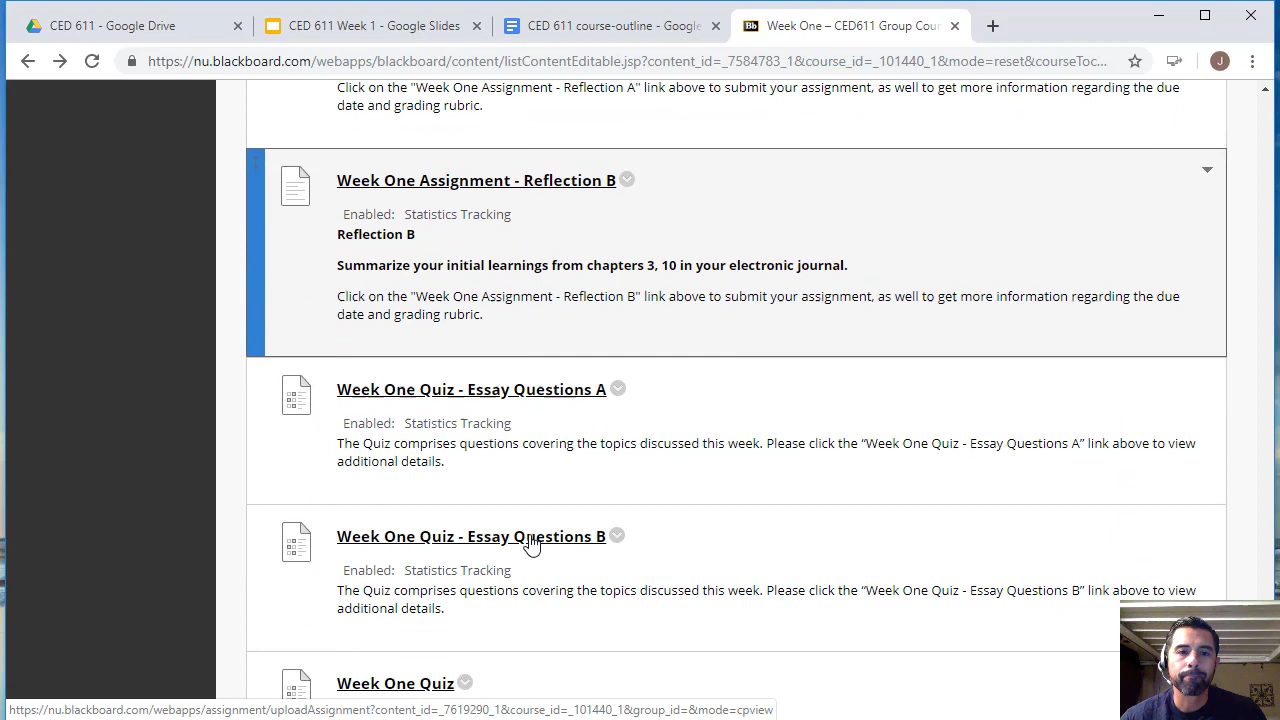 CED 611 - Google Drive
CED 611 Week 1 - Google Slides
CED 611 course-outline - Google
Bb
Week One – CED611 Group Cour
https://nu.blackboard.com/webapps/blackboard/content/listContentEditable.jsp?content_id=_7584783_1&course_id=_101440_1&mode=reset&courseToc...
J
Click on the "Week One Assignment - Reflection A" link above to submit your assignment, as well to get more information regarding the due
date and grading rubric.
Week One Assignment - Reflection B
Enabled: Statistics Tracking
Reflection B
Summarize your initial learnings from chapters 3, 10 in your electronic journal.
Click on the "Week One Assignment - Reflection B" link above to submit your assignment, as well to get more information regarding the due
date and grading rubric.
Week One Quiz - Essay Questions A
Enabled: Statistics Tracking
The Quiz comprises questions covering the topics discussed this week. Please click the “Week One Quiz - Essay Questions A” link above to view
additional details.
Week One Quiz - Essay Questions B
Enabled: Statistics Tracking
The Quiz comprises questions covering the topics discussed this week. Please click the “Week One Quiz - Essay Questions B” link above to view
additional details.
Week One Quiz
https://nu.blackboard.com/webapps/assignment/uploadAssignment?content_id=_7619290_1&course_id=_101440_1&group_id=&mode=cpview